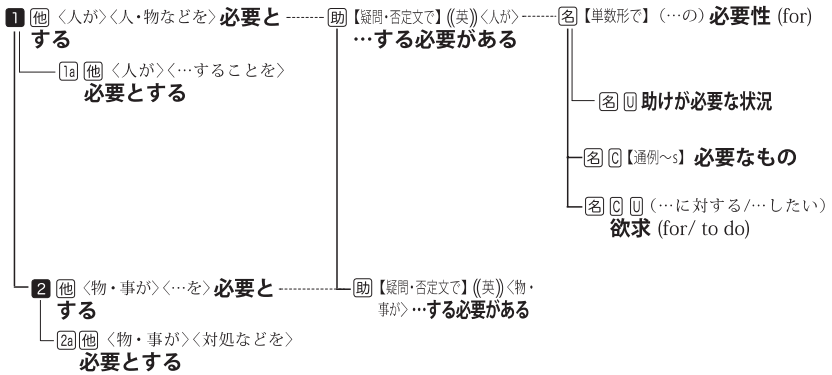 1 他 〈人が〉〈人・物などを〉必要と
する
1a 他 〈人が〉〈…することを〉
必要とする
助【疑問・否定文で】((英))〈人が〉
…する必要がある
名【単数形で】(…の) 必要性 (for)
名 U 助けが必要な状況
名 C【通例～s】必要なもの
名 C U (…に対する/…したい)
欲求 (for/ to do)
2 他 〈物・事が〉〈…を〉必要と
する
2a 他 〈物・事が〉〈対処などを〉
必要とする
助【疑問・否定文で】((英))〈物・
事が〉…する必要がある